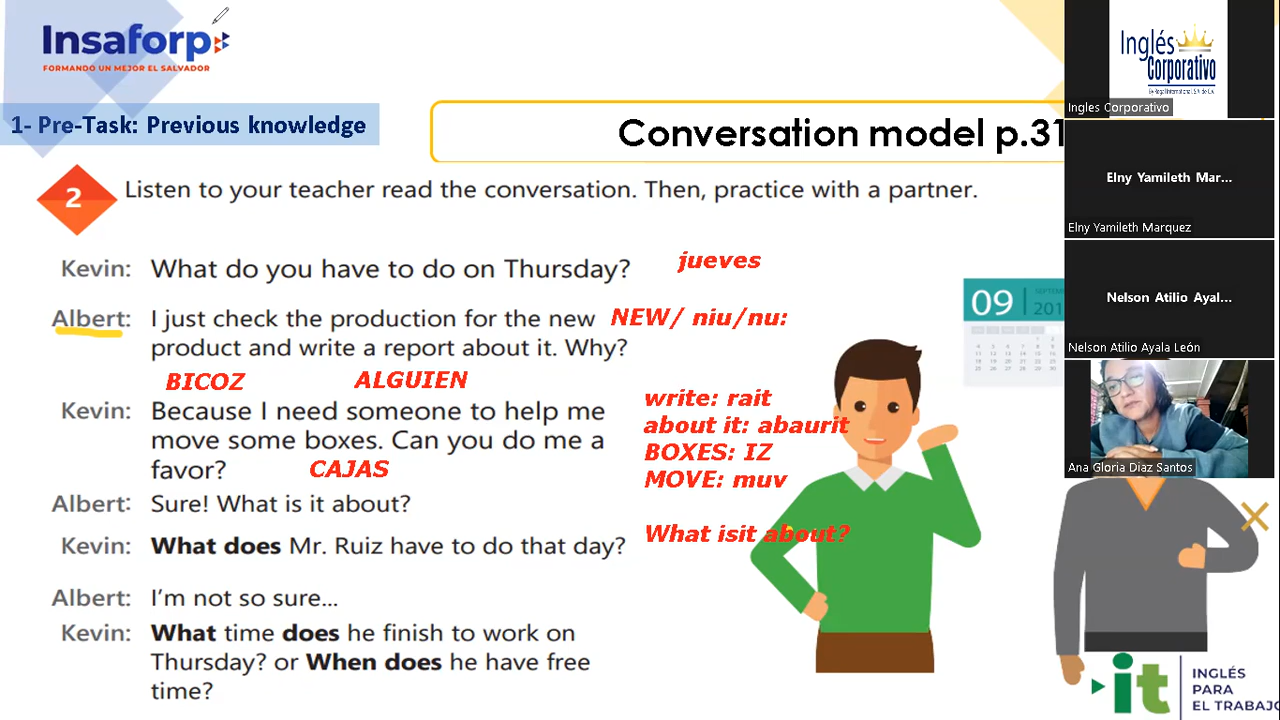 Insaforp
FORMANDO UN MEJOR EL SALVADOR
1- Pre-Task: Previous knowledge
Conversation model p.31
2
Listen to your teacher read the conversation. Then, practice with a partner.
Kevin: What do you have to do on Thursday?
jueves
Albert: I just check the production for the new
NEW/ niu/nu:
product and write a report about it. Why?
BICOZ
ALGUIEN
Kevin: Because I need someone to help me
move some boxes. Can you do me a
favor?
CAJAS
write: rait
about it: abaurit
BOXES: IZ
MOVE: muv
Albert: Sure! What is it about?
What isit about?
Kevin: What does Mr. Ruiz have to do that day?
Albert: I'm not so sure...
Kevin: What time does he finish to work on
Thursday? or When does he have free
time?
09
201
it
INGLÉS
PARA
EL TRABAJO
Inglés
Corporativo
Ingles Corporativo
Elny Yamileth Mar...
Elny Yamileth Marquez
Nelson Atilio Ayal...
Nelson Atilio Ayala León
Ana Gloria Diaz Santos